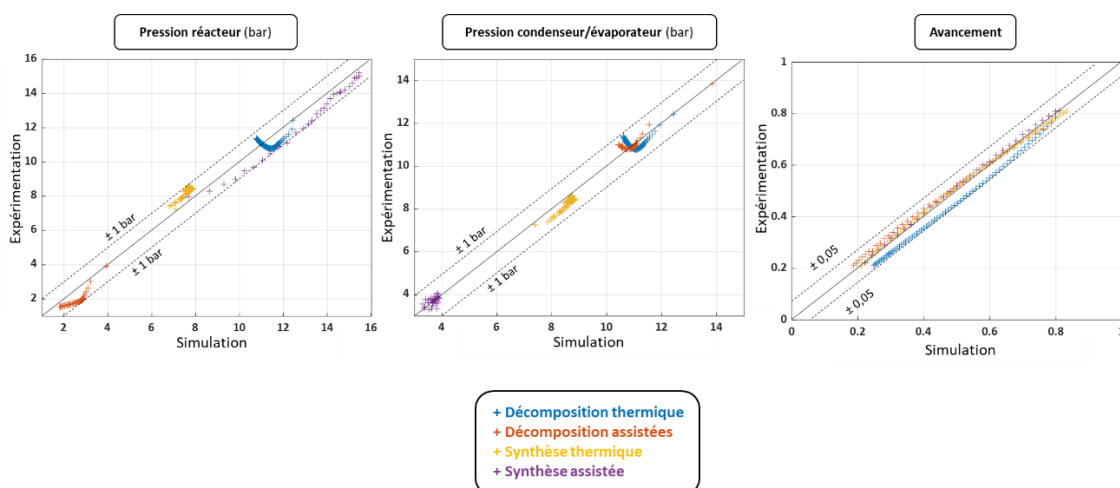 Pression réacteur (bar)
Pression condenseur/évaporateur (bar)
Avancement
Expérimentation
16
14
12
10
8
6
4
2
± 1 bar
± 1 bar
2
4
6
8
10
12
14
16
Simulation
Expérimentation
14
12
10
8
6
4
± 1 bar
± 1 bar
4
6
8
10
12
14
Simulation
Expérimentation
1
0.8
0.6
0.4
0.2
0
± 0,05
± 0,05
0
0.2
0.4
0.6
0.8
Simulation
+ Décomposition thermique
+ Décomposition assistées
+ Synthèse thermique
+ Synthèse assistée